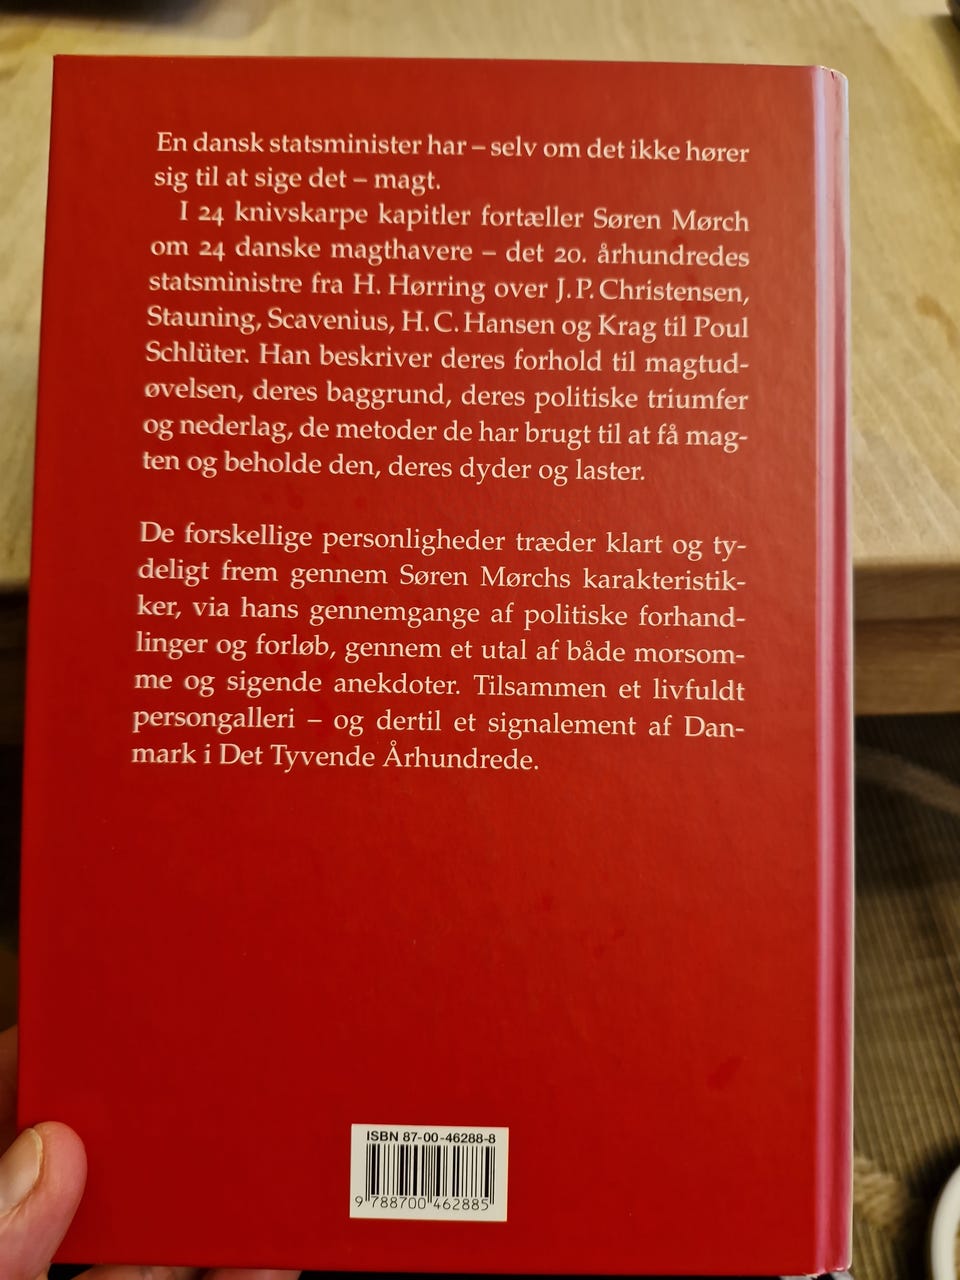 En dansk statsminister har – selv om det ikke hører
sig til at sige det – magt.
I 24 knivskarpe kapitler fortæller Søren Mørch
om 24 danske magthavere – det 20. århundredes
statsministre fra H. Hørring over J.P. Christensen,
Stauning, Scavenius, H.C. Hansen og Krag til Poul
Schlüter. Han beskriver deres forhold til magtud-
øvelsen, deres baggrund, deres politiske triumfer
og nederlag, de metoder de har brugt til at få mag-
ten og beholde den, deres dyder og laster.
De forskellige personligheder træder klart og ty-
deligt frem gennem Søren Mørchs karakteristik-
ker, via hans gennemgange af politiske forhand-
linger og forløb, gennem et utal af både morsom-
me og sigende anekdoter. Tilsammen et livfuldt
persongalleri – og dertil et signalement af Dan-
mark i Det Tyvende Århundrede.
ISBN 87-00-46288-8
9 788700 462885